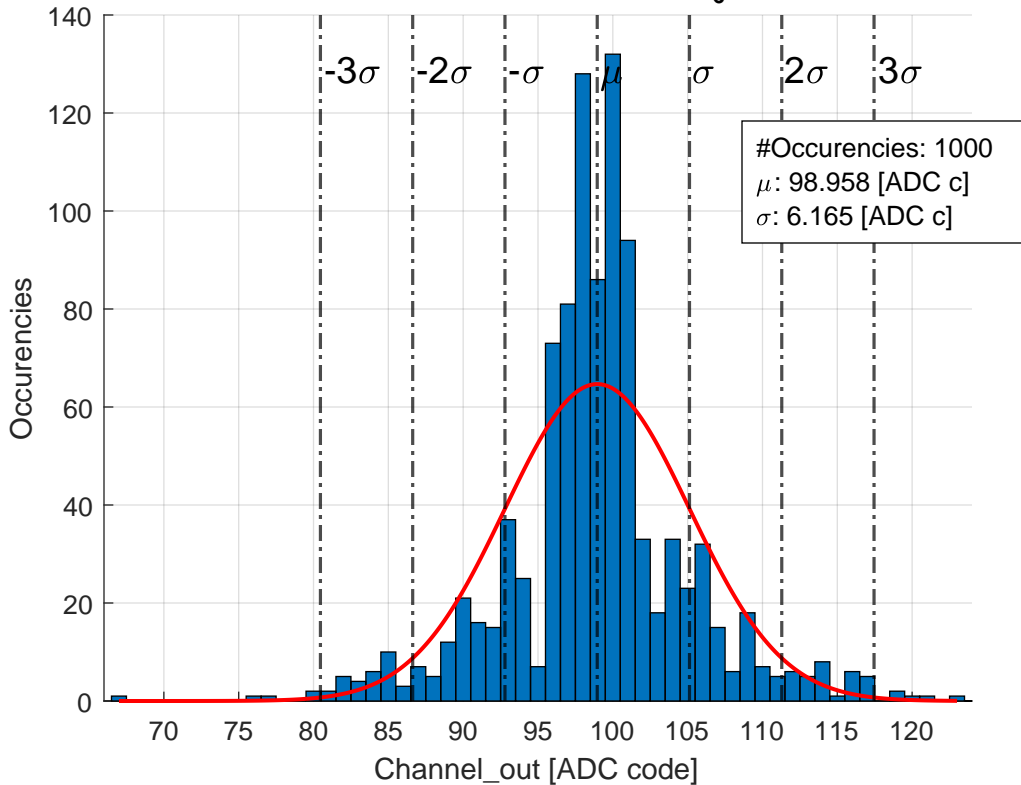 140
120
100
80
60
40
20
0
-3σ -2σ -σ μ σ 2σ 3σ
#Occurencies: 1000
μ: 98.958 [ADC c]
σ: 6.165 [ADC c]
Occurencies
70 75 80 85 90 95 100 105 110 115 120
Channel_out [ADC code]